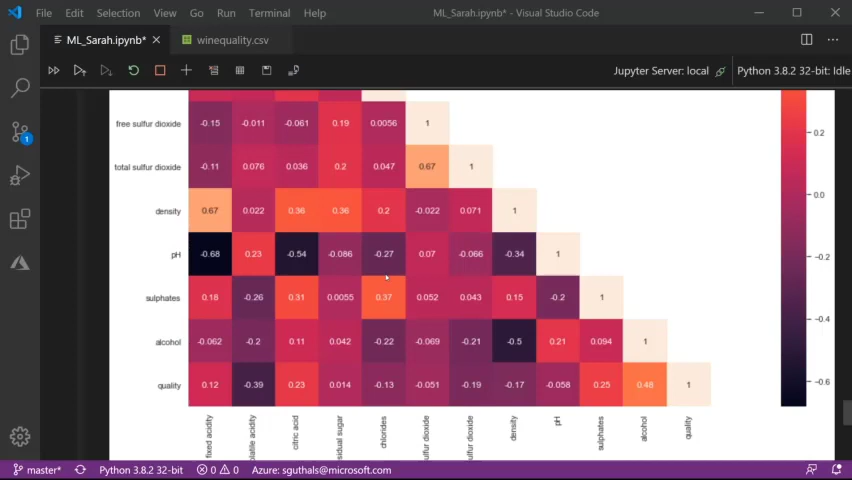 File Edit Selection View Go Run Terminal Help ML_Sarah.ipynb* - Visual Studio Code
ML_Sarah.ipynb* winequality.csv
Jupyter Server: local Python 3.8.2 32-bit: Idle
free sulfur dioxide -0.15 -0.011 -0.061 0.19 0.0056 1
0.2
total sulfur dioxide -0.11 0.076 0.036 0.2 0.047 0.67 1
0.0
density 0.67 0.022 0.36 0.36 0.2 -0.022 0.071 1
pH -0.68 0.23 -0.54 -0.086 -0.27 0.07 -0.066 -0.34 1
-0.2
sulphates 0.18 -0.26 0.31 0.0055 0.37 0.052 0.043 0.15 -0.2 1
-0.4
alcohol -0.062 -0.2 0.11 0.042 -0.22 -0.069 -0.21 -0.5 0.21 0.094 1
quality 0.12 -0.39 0.23 0.014 -0.13 -0.051 -0.19 -0.17 -0.058 0.25 0.48 1
-0.6
fixed acidity
acidity
citric acid
sugar
chlorides
sulfur dioxide
sulfur dioxide
density
pH
sulphates
alcohol
quality
1
master* Python 3.8.2 32-bit 0 0 Azure: sguthals@microsoft.com